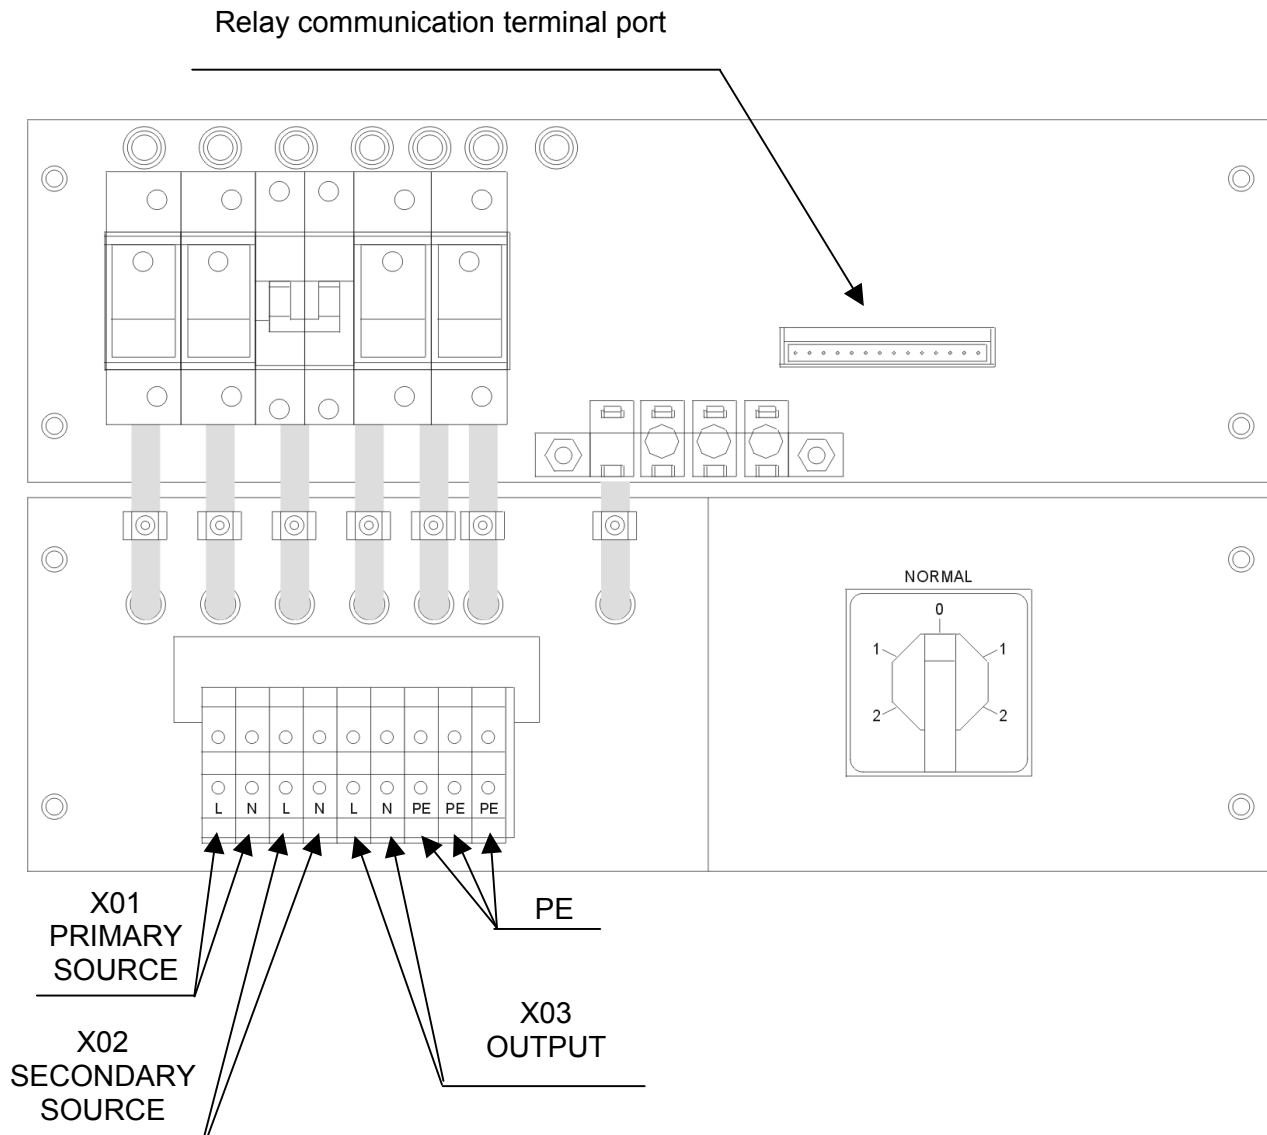 Relay communication terminal port
NORMAL
0
1 1
2 2
L N L N L N PE PE PE
X01
PRIMARY
SOURCE
PE
X03
OUTPUT
X02
SECONDARY
SOURCE